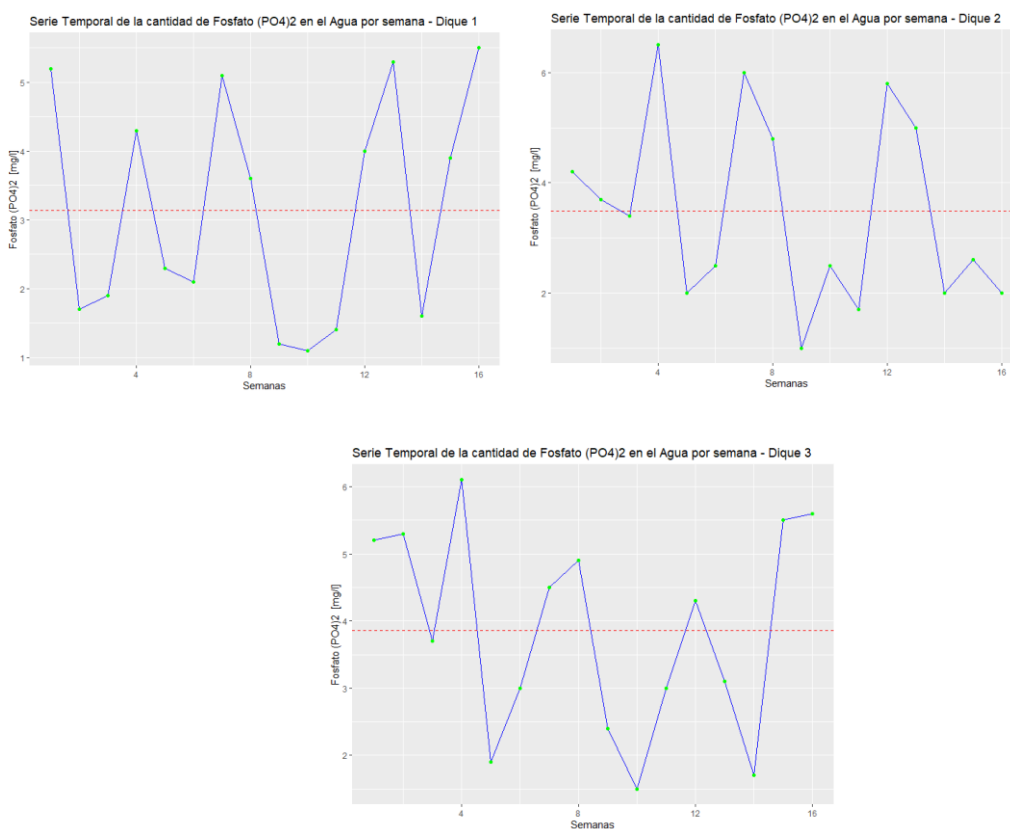 Serie Temporal de la cantidad de Fosfato (PO4)2 en el Agua por semana - Dique 1
Fosfato (PO4)2 [mg/l]
5
4
3
2
1
4
8
12
16
Semanas
Serie Temporal de la cantidad de Fosfato (PO4)2 en el Agua por semana - Dique 2
Fosfato (PO4)2 [mg/l]
6
4
2
4
8
12
16
Semanas
Serie Temporal de la cantidad de Fosfato (PO4)2 en el Agua por semana - Dique 3
Fosfato (PO4)2 [mg/l]
6
5
4
3
2
4
8
12
16
Semanas